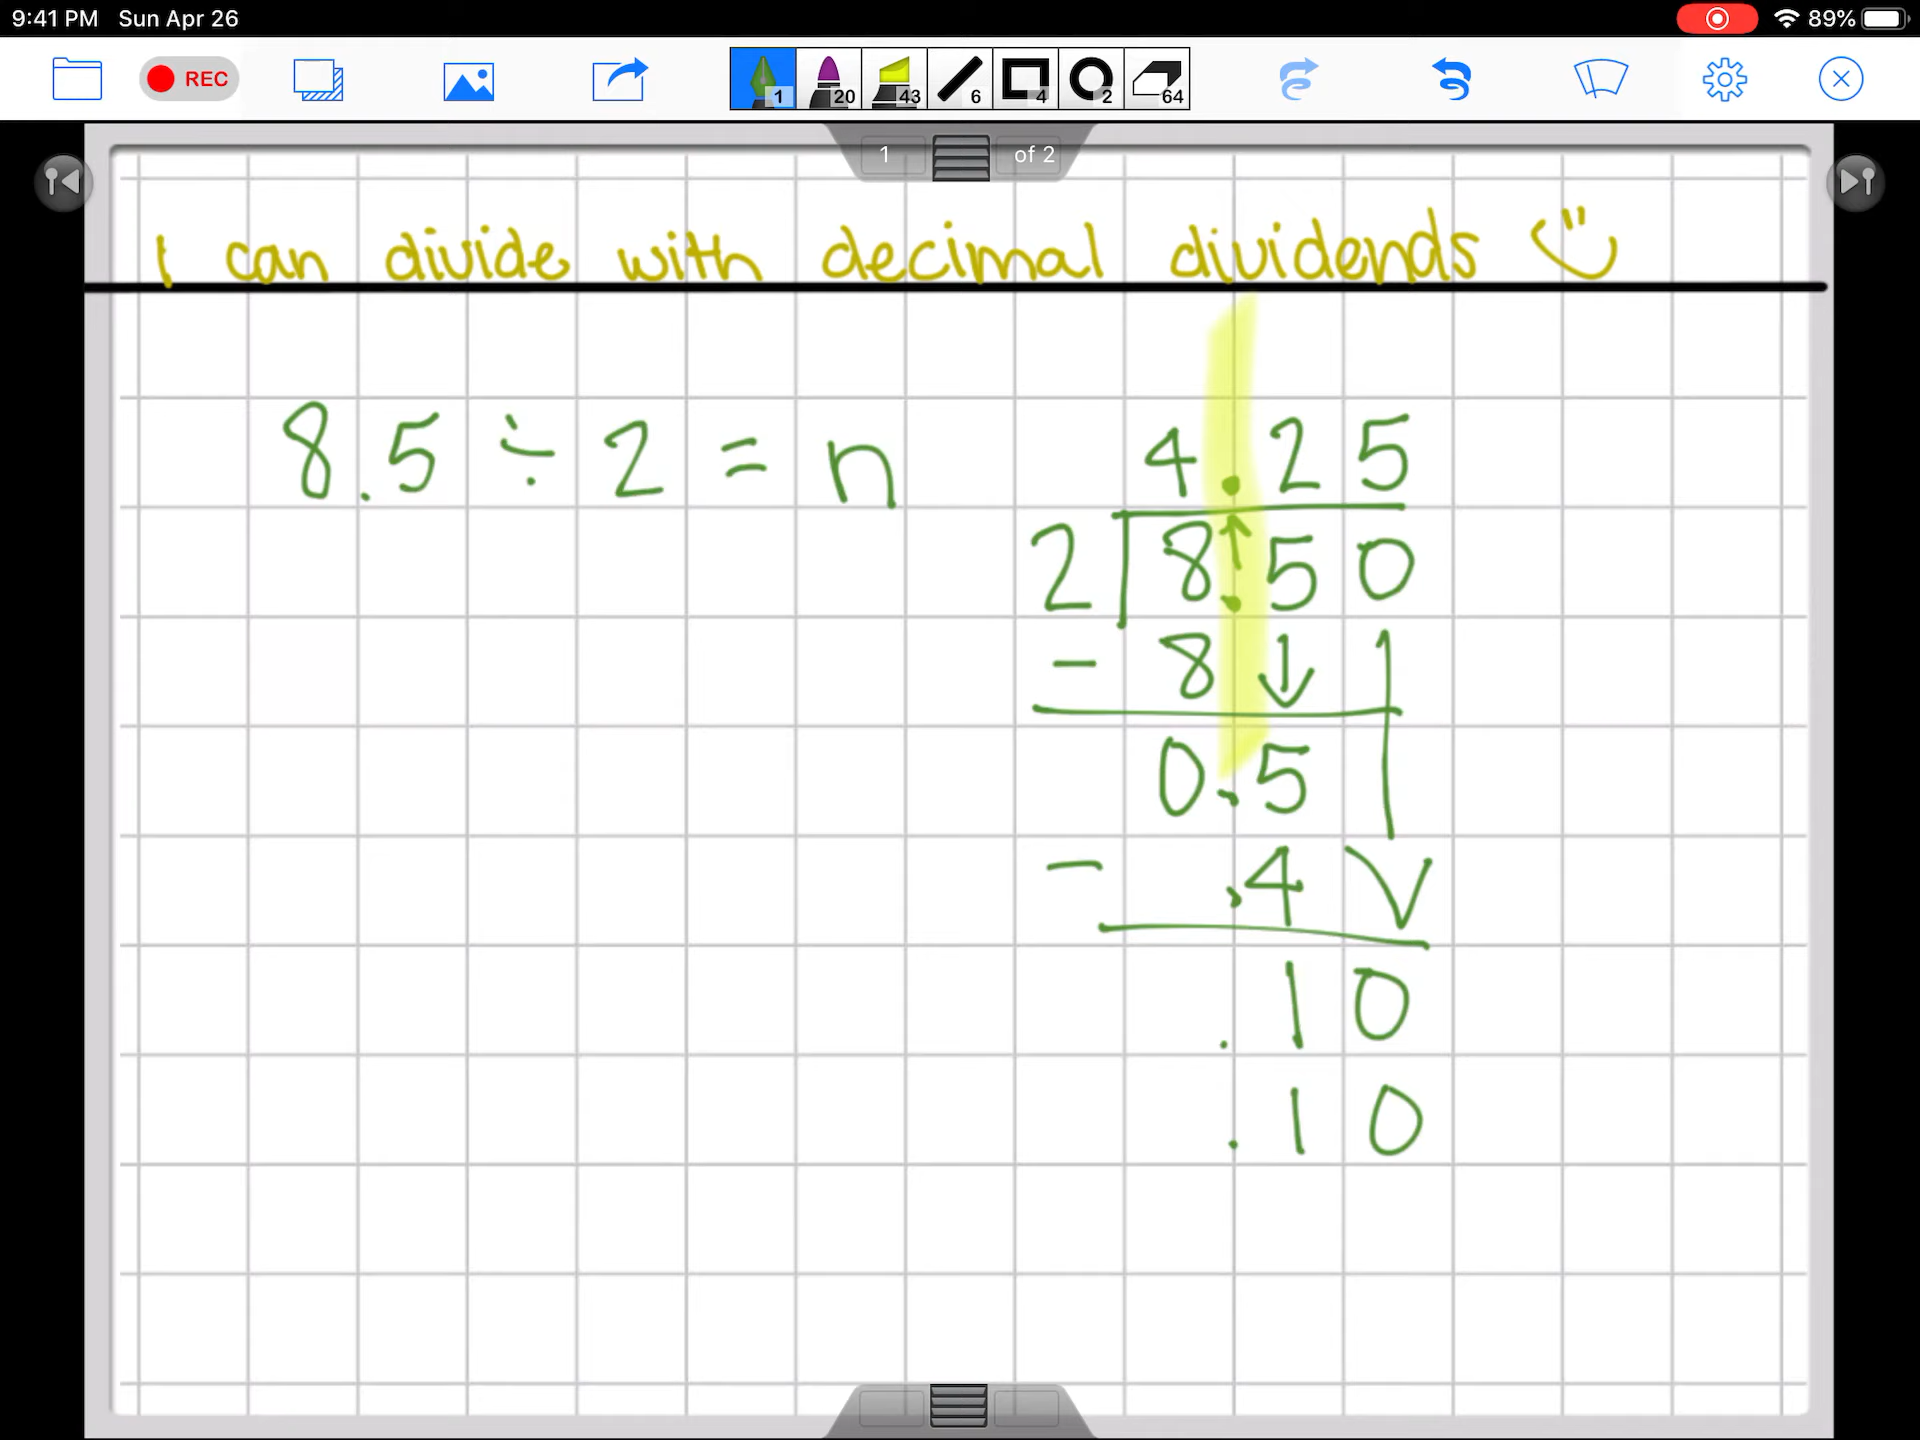 9:41 PM Sun Apr 26 89%
REC 1 20 43 6 4 2 64
1 of 2
I can divide with decimal dividends
8.5 ÷ 2 = n
4.25
2 8.50
- 8
0.5
- .4
.10
.10